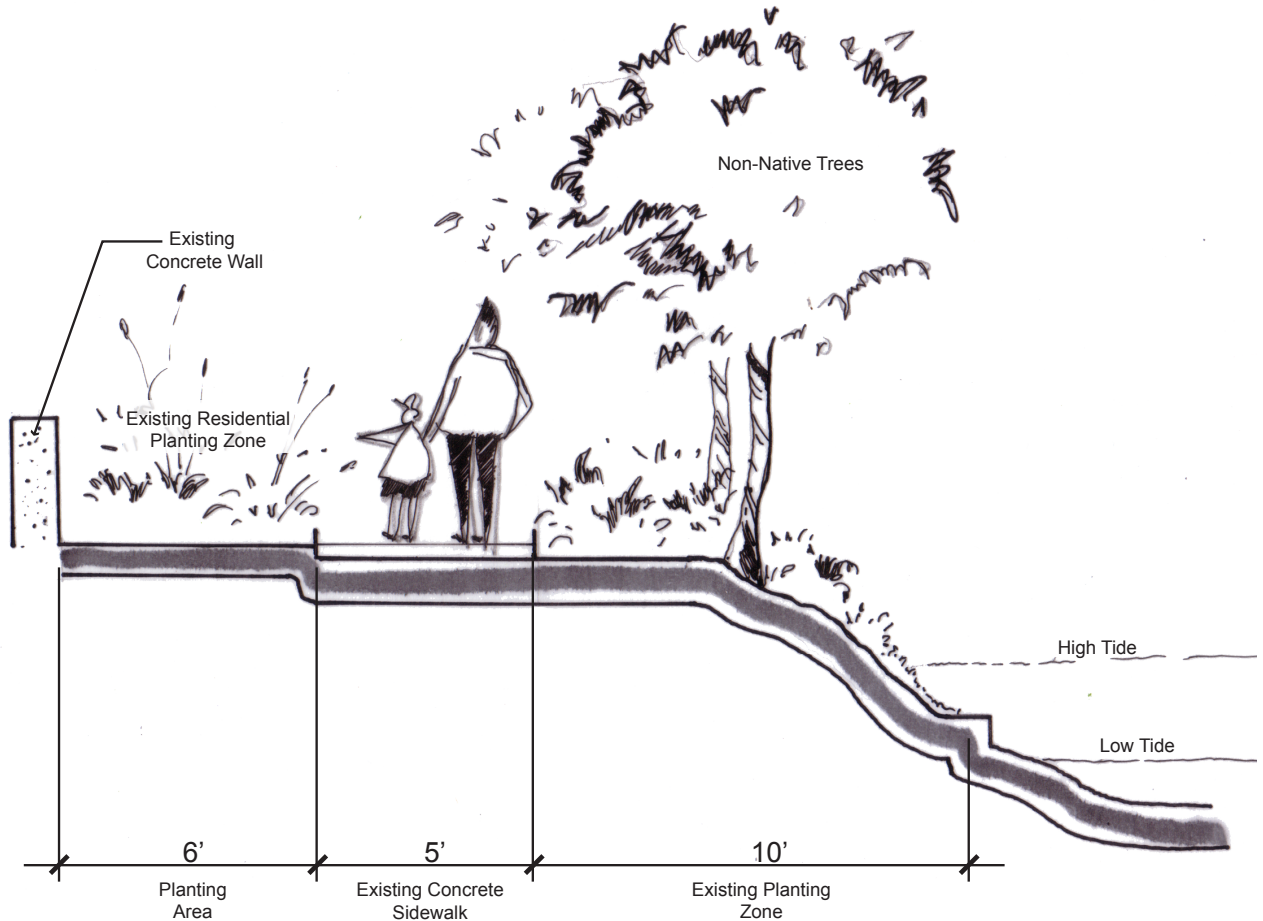 Non-Native Trees
Existing
Concrete Wall
Existing Residential
Planting Zone
High Tide
Low Tide
6’
5’
10’
Planting
Area
Existing Concrete
Sidewalk
Existing Planting
Zone